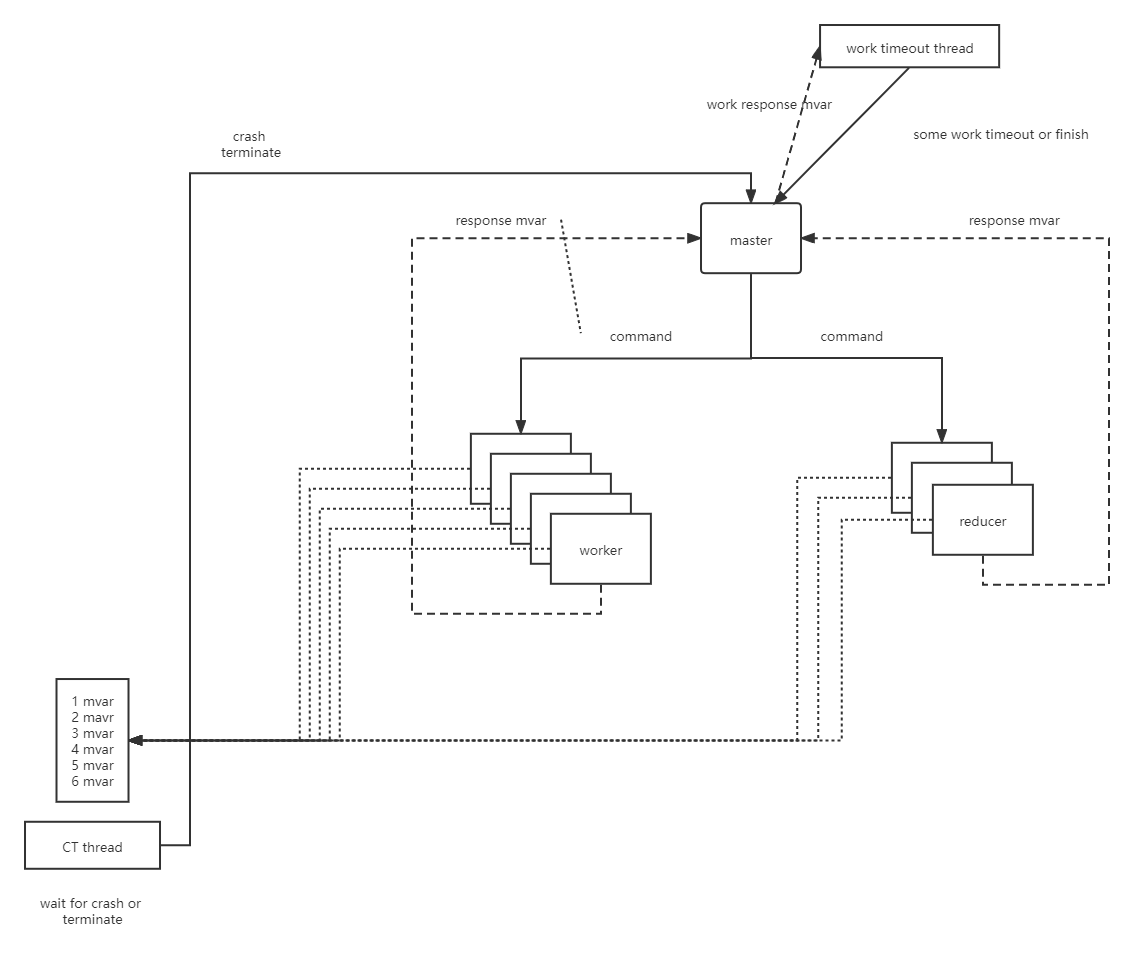 work timeout thread
work response mvar
some work timeout or finish
crash
terminate
response mvar
response mvar
master
command
command
worker
reducer
1 mvar
2 mavr
3 mvar
4 mvar
5 mvar
6 mvar
CT thread
wait for crash or
terminate